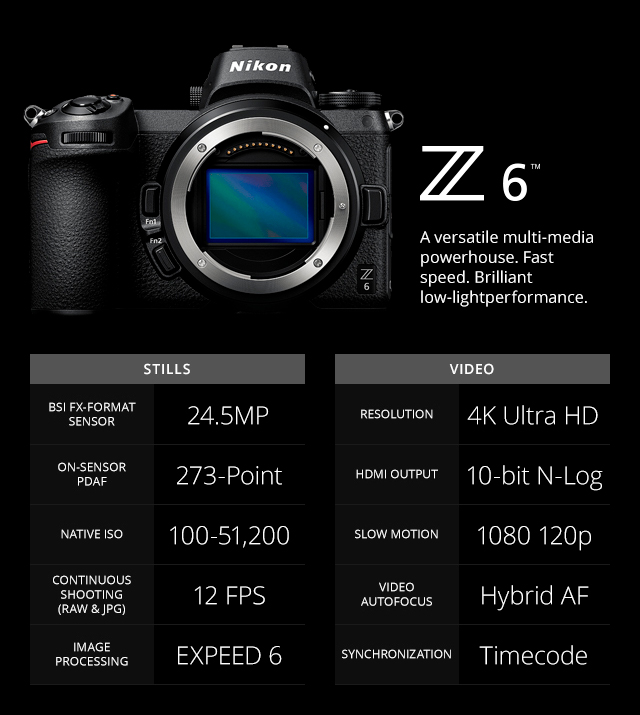 Nikon
Fn1
Fn2
Z
6
Z 6™
A versatile multi-media
powerhouse. Fast
speed. Brilliant
low-lightperformance.
STILLS
BSI FX-FORMAT
SENSOR
24.5MP
ON-SENSOR
PDAF
273-Point
NATIVE ISO
100-51,200
CONTINUOUS
SHOOTING
(RAW & JPG)
12 FPS
IMAGE
PROCESSING
EXPEED 6
VIDEO
RESOLUTION
4K Ultra HD
HDMI OUTPUT
10-bit N-Log
SLOW MOTION
1080 120p
VIDEO
AUTOFOCUS
Hybrid AF
SYNCHRONIZATION
Timecode